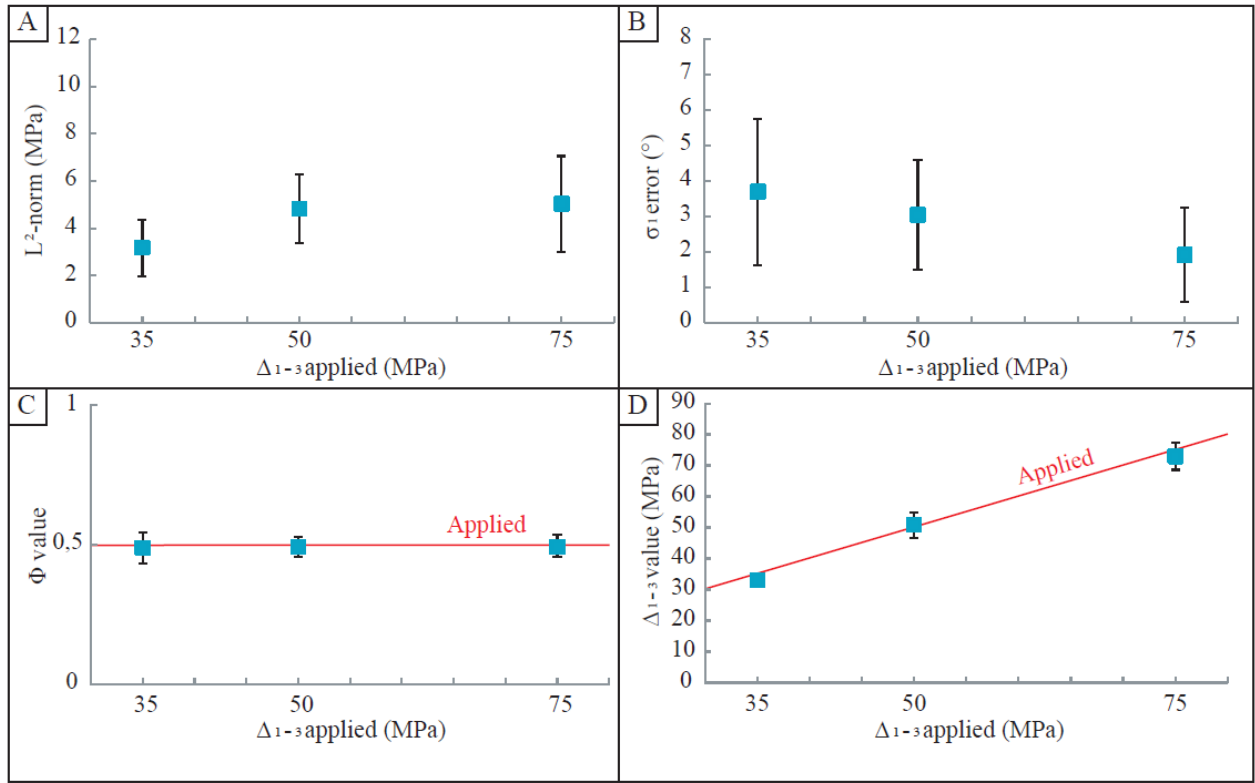 A
12
10
8
6
4
2
0
L²-norm (MPa)
35 50 75
Δ₁₋₃ applied (MPa)
B
8
7
6
5
4
3
2
1
0
σ₁ error (°)
35 50 75
Δ₁₋₃ applied (MPa)
C
1
0,5
0
Φ value
Applied
35 50 75
Δ₁₋₃ applied (MPa)
D
90
80
70
60
50
40
30
20
10
0
Δ₁₋₃ value (MPa)
Applied
35 50 75
Δ₁₋₃ applied (MPa)